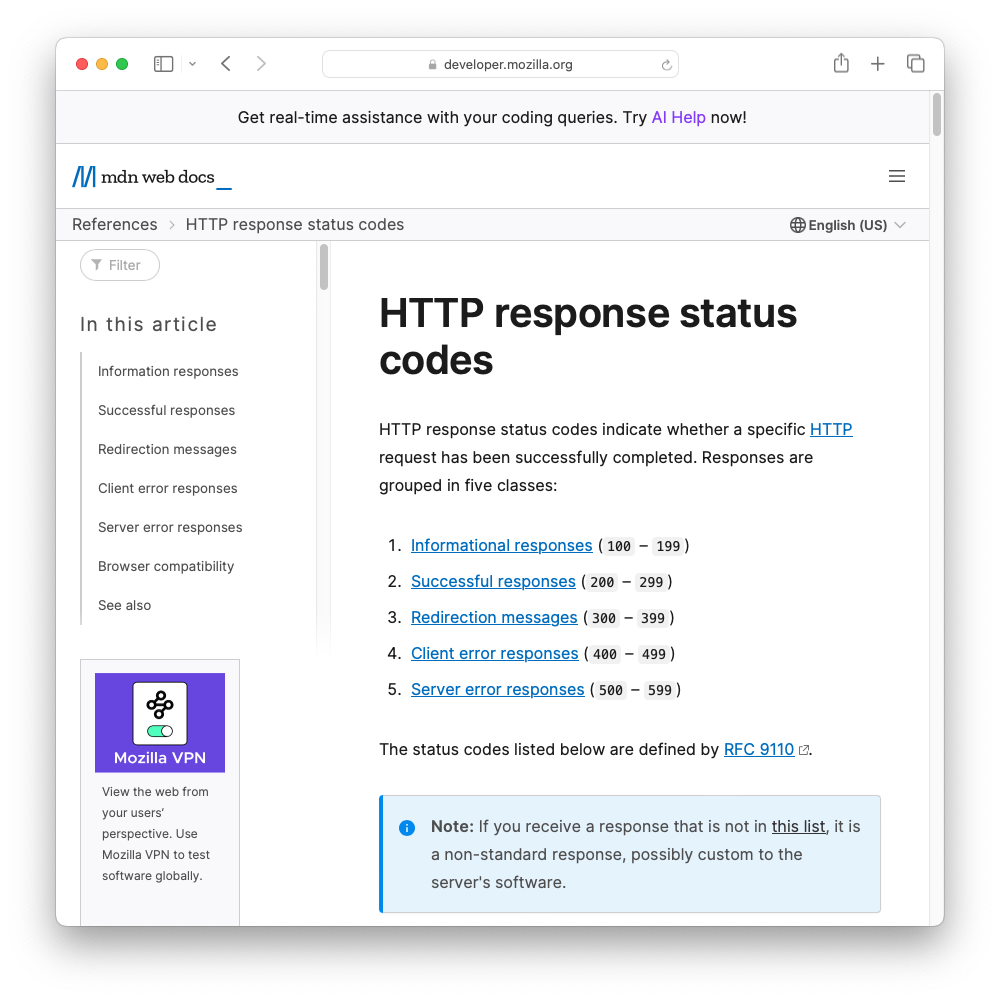 developer.mozilla.org
Get real-time assistance with your coding queries. Try AI Help now!
mdn web docs_
References > HTTP response status codes
English (US)
Filter
In this article
Information responses
Successful responses
Redirection messages
Client error responses
Server error responses
Browser compatibility
See also
Mozilla VPN
View the web from
your users’
perspective. Use
Mozilla VPN to test
software globally.
HTTP response status
codes
HTTP response status codes indicate whether a specific HTTP
request has been successfully completed. Responses are
grouped in five classes:
1. Informational responses (100 – 199)
2. Successful responses (200 – 299)
3. Redirection messages (300 – 399)
4. Client error responses (400 – 499)
5. Server error responses (500 – 599)
The status codes listed below are defined by RFC 9110.
Note: If you receive a response that is not in this list, it is
a non-standard response, possibly custom to the
server's software.